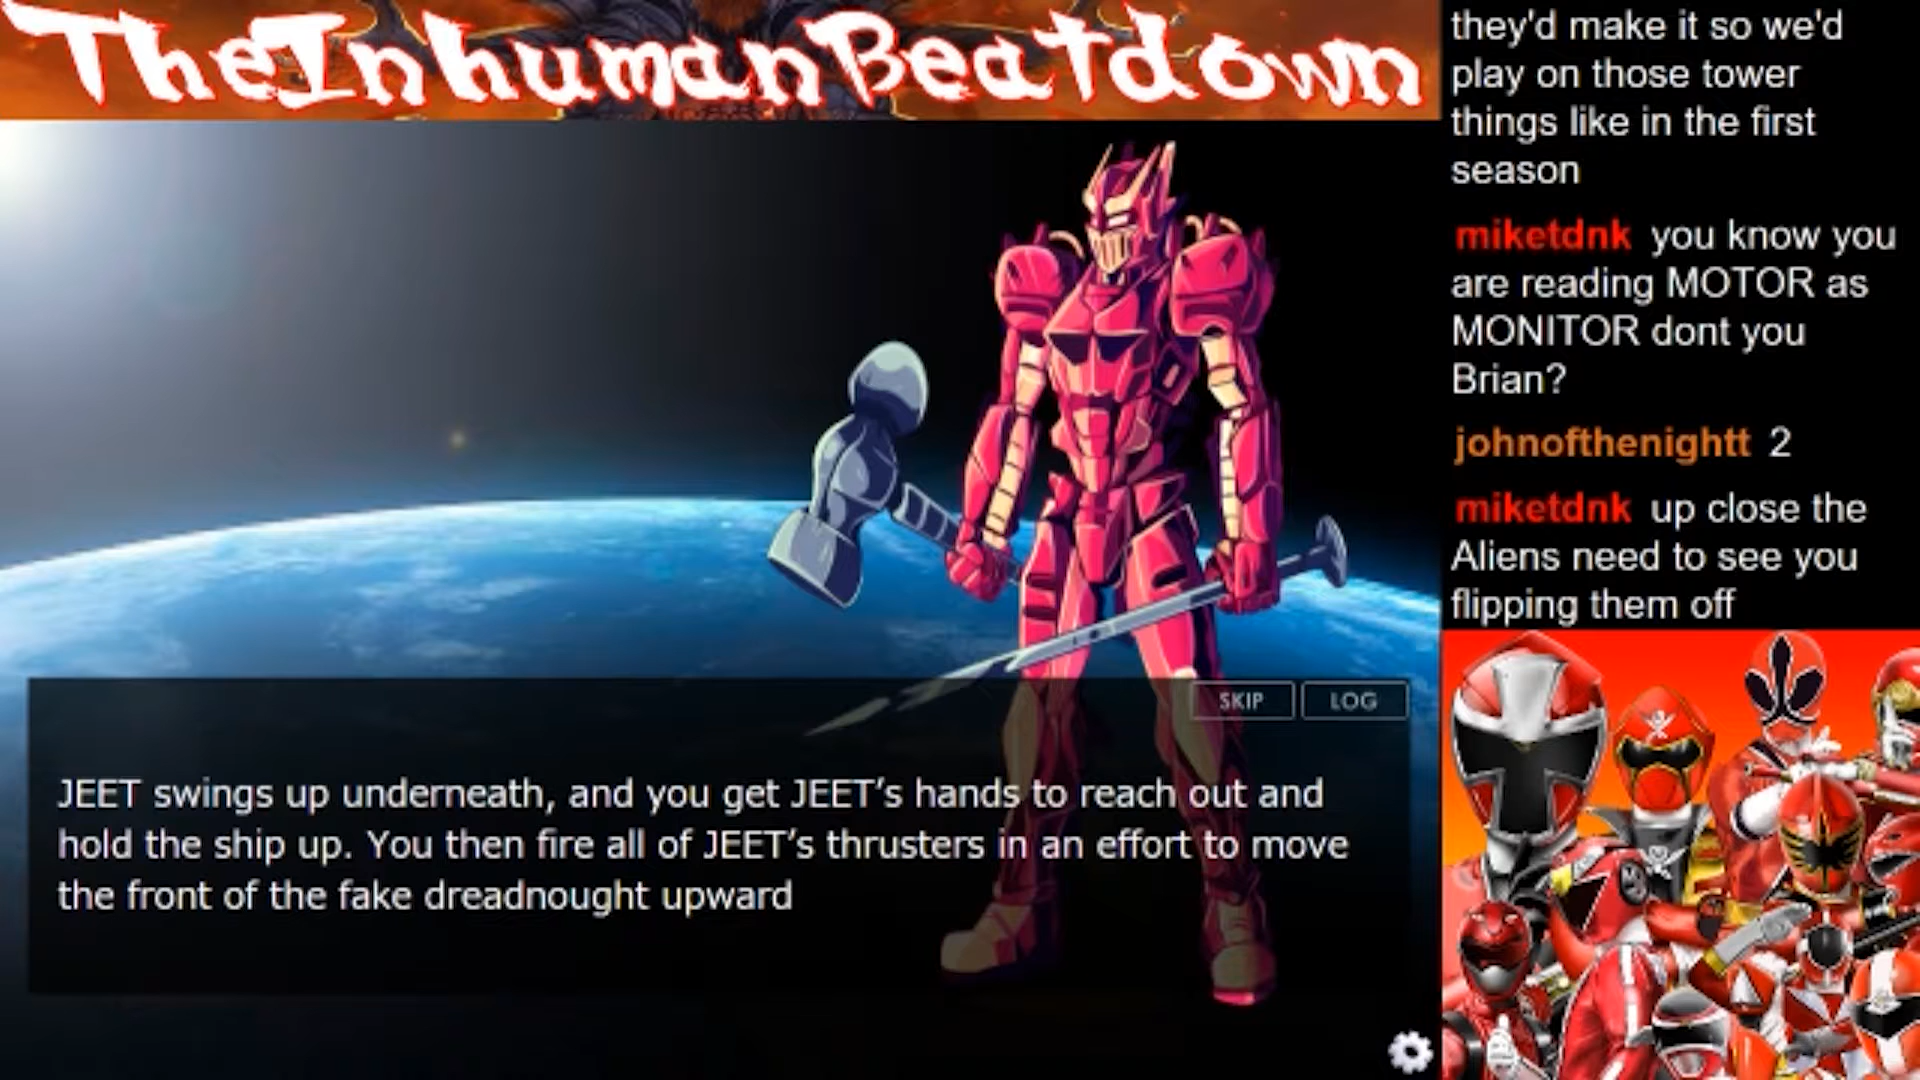 TheInhumanBeatdown
they'd make it so we'd
play on those tower
things like in the first
season
miketdnk you know you
are reading MOTOR as
MONITOR dont you
Brian?
johnofthenightt 2
miketdnk up close the
Aliens need to see you
flipping them off
SKIP LOG
JEET swings up underneath, and you get JEET’s hands to reach out and
hold the ship up. You then fire all of JEET’s thrusters in an effort to move
the front of the fake dreadnought upward